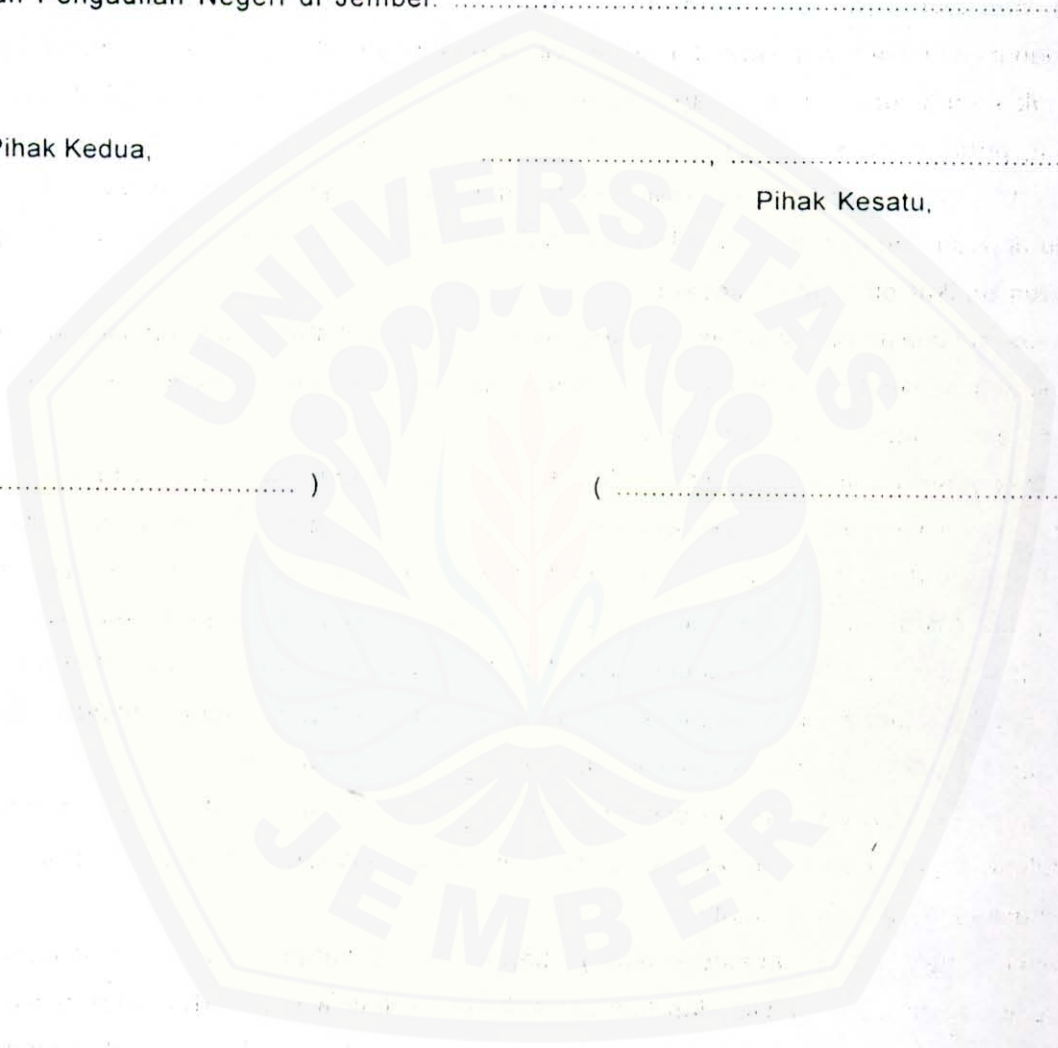 Pengadilan Negeri di Jember. ........................................
Pihak Kedua,
........................................, ........................................
Pihak Kesatu,
........................................ ) ( ........................................
UNIVERSITAS
JEMBER